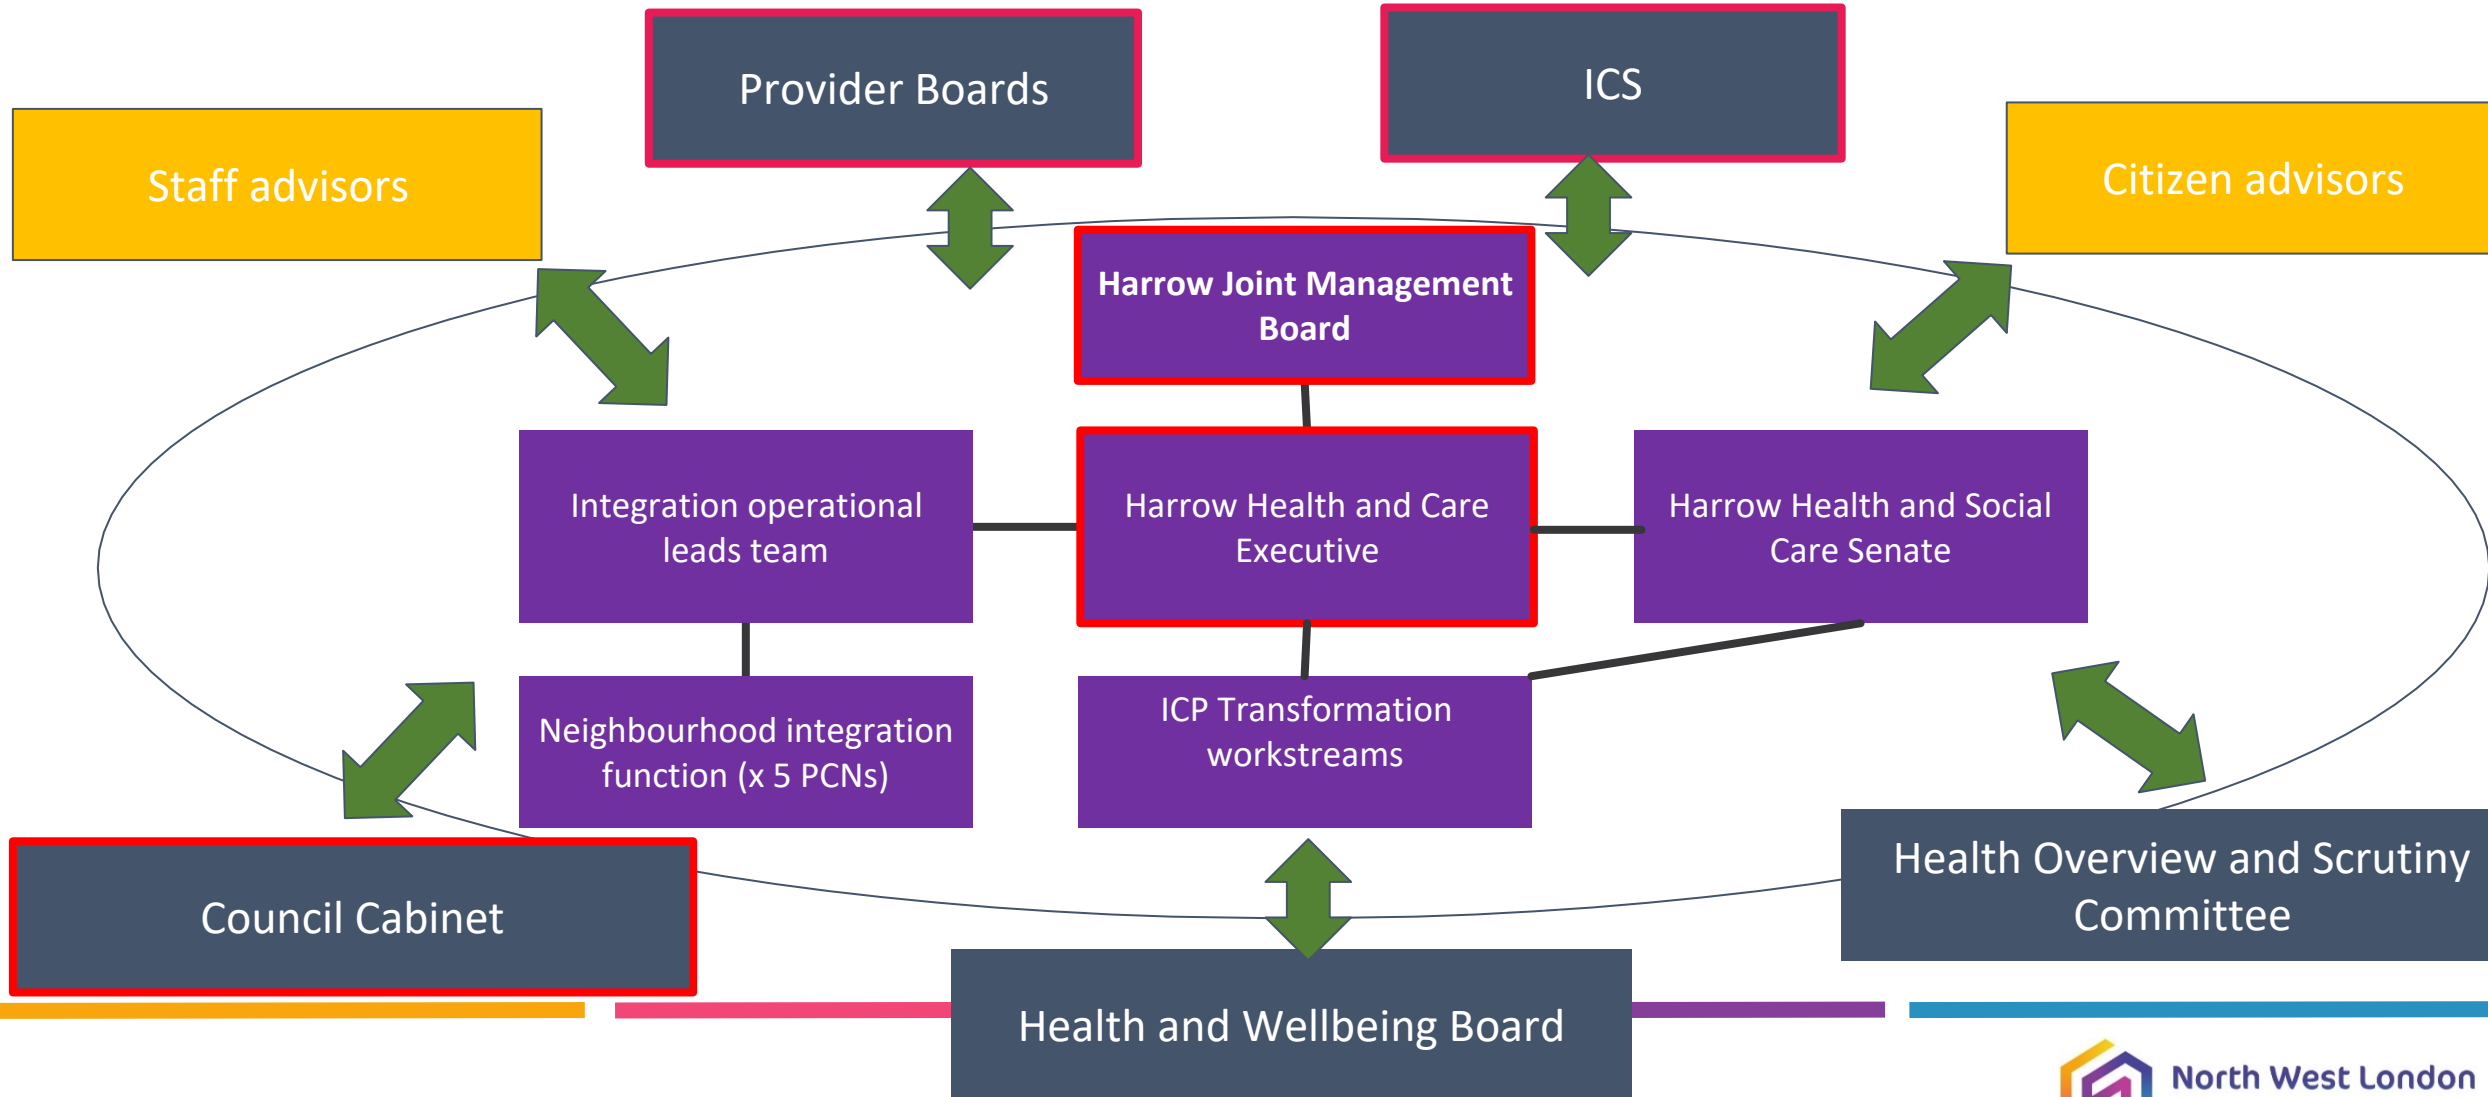 Provider Boards
ICS
Staff advisors
Citizen advisors
Harrow Joint Management
Board
Integration operational
leads team
Harrow Health and Care
Executive
Harrow Health and Social
Care Senate
Neighbourhood integration
function (x 5 PCNs)
ICP Transformation
workstreams
Council Cabinet
Health Overview and Scrutiny
Committee
Health and Wellbeing Board
North West London